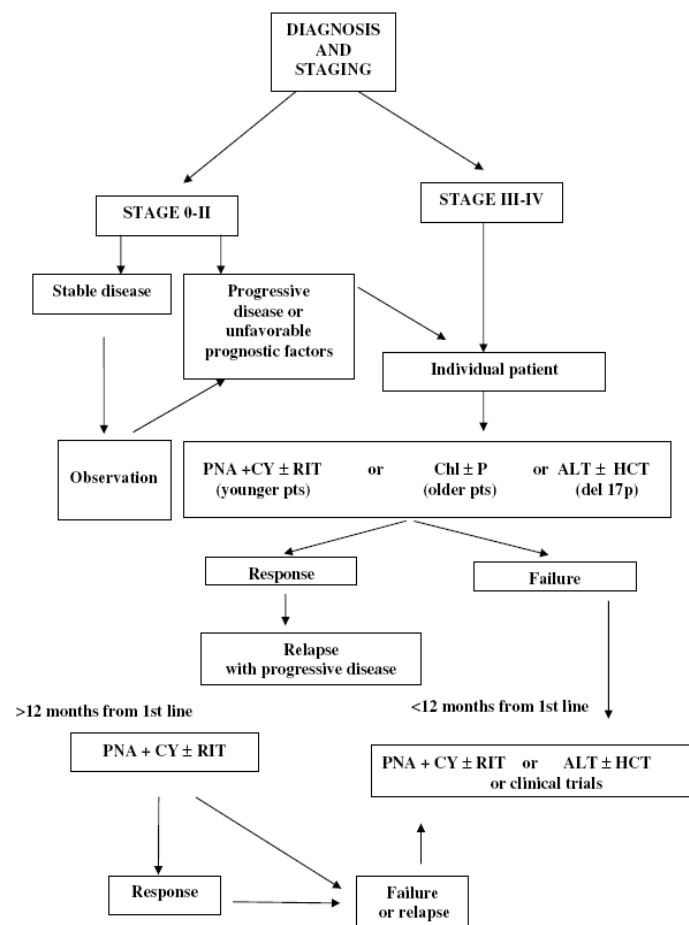 DIAGNOSIS
AND
STAGING
STAGE 0-II
STAGE III-IV
Stable disease
Progressive
disease or
unfavorable
prognostic factors
Individual patient
Observation
PNA +CY ± RIT or Chl ± P or ALT ± HCT
(younger pts) (older pts) (del 17p)
Response
Failure
Relapse
with progressive disease
>12 months from 1st line
<12 months from 1st line
PNA + CY ± RIT
PNA + CY ± RIT or ALT ± HCT
or clinical trials
Response
Failure
or relapse